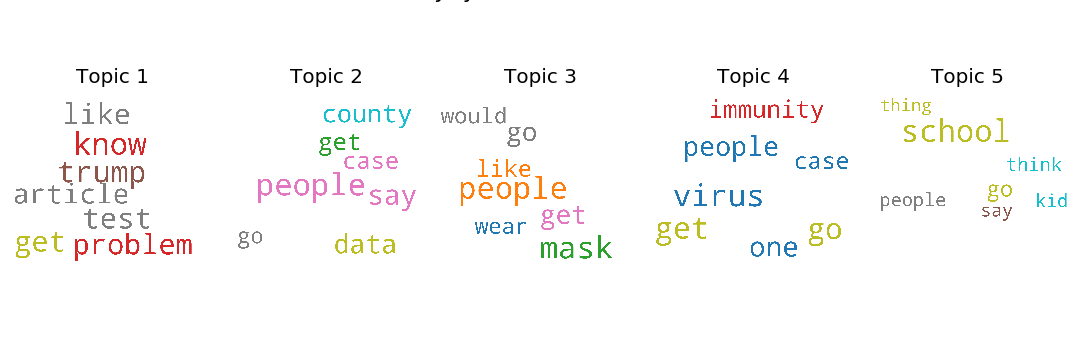 Topic 1
like
know
trump
article
test
get
problem
Topic 2
county
get
case
people
say
go
data
Topic 3
would
go
like
people
wear
get
mask
Topic 4
immunity
people
case
virus
get
go
one
Topic 5
thing
school
think
go
people
kid
say